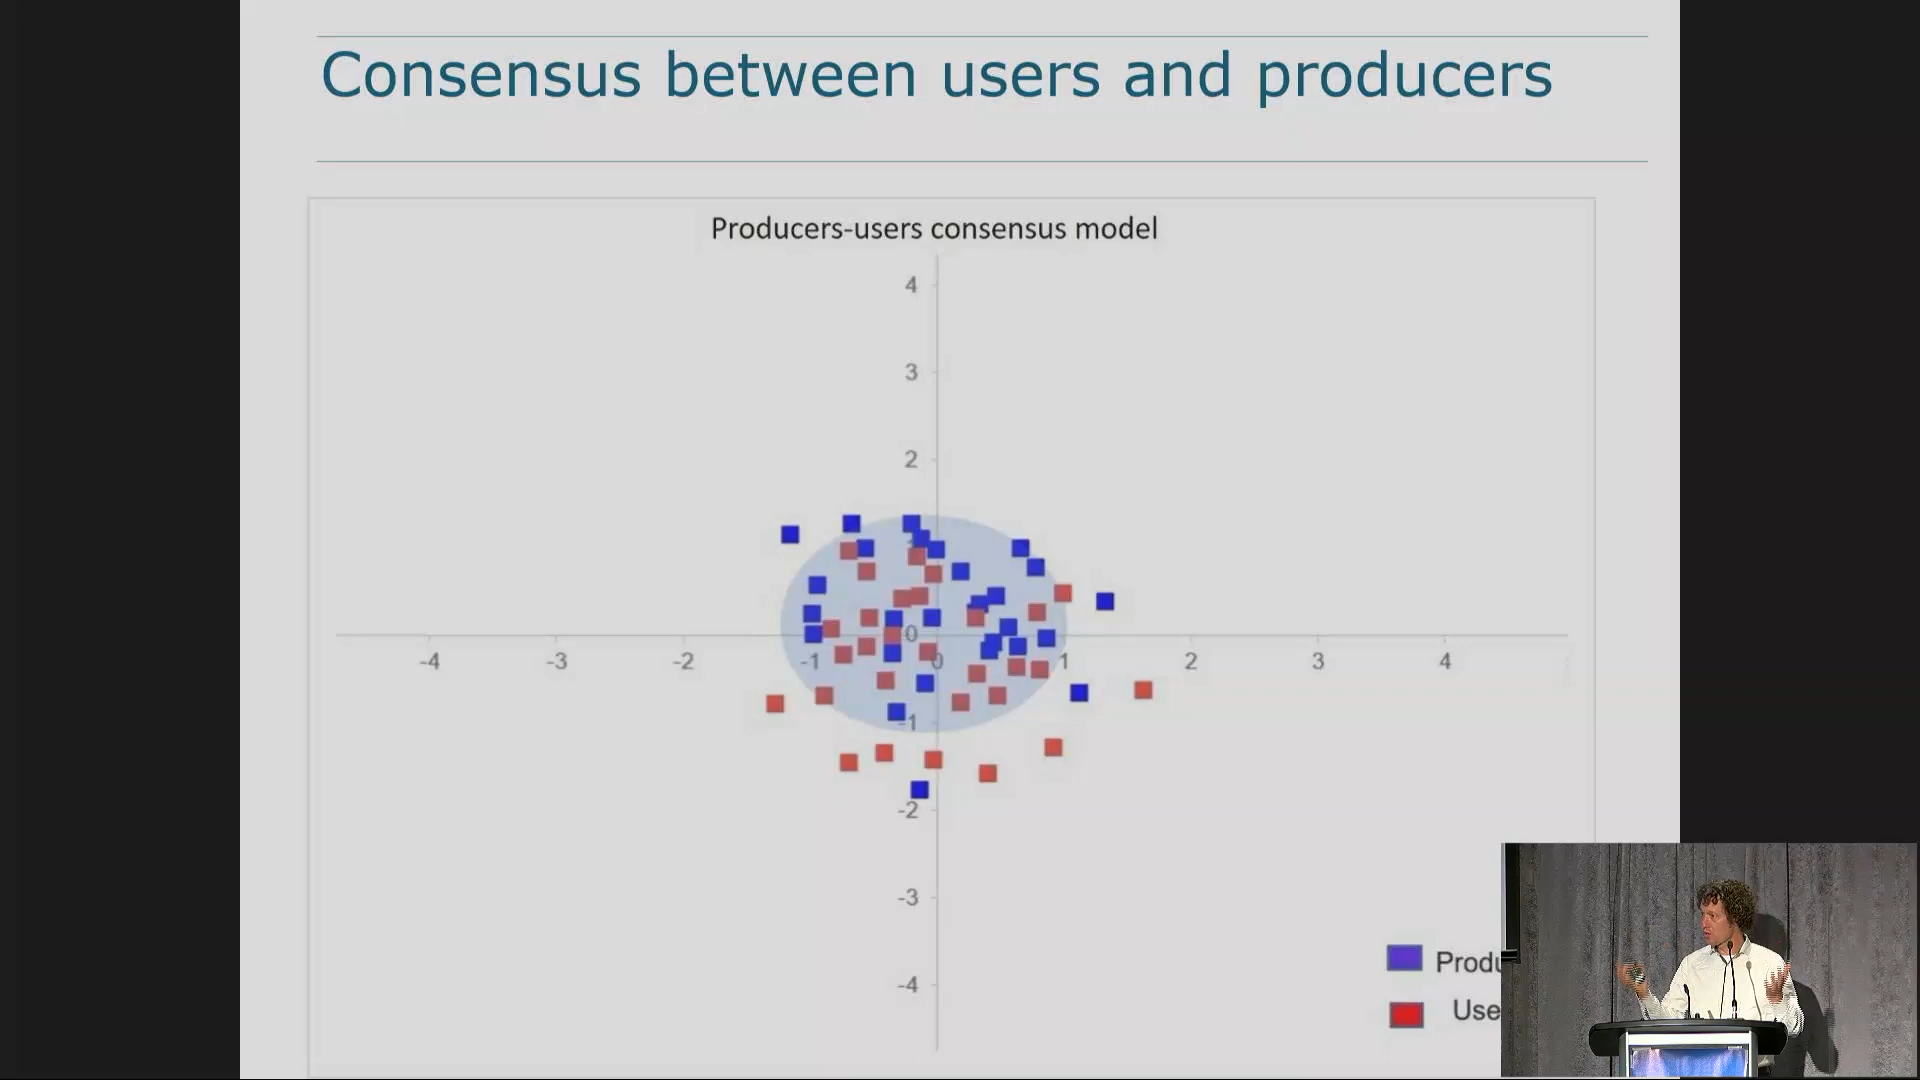 Consensus between users and producers
Producers-users consensus model
4
3
2
0
-4 -3 -2 -1 0 1 2 3 4
-1
-2
-3
-4
Produ
Use